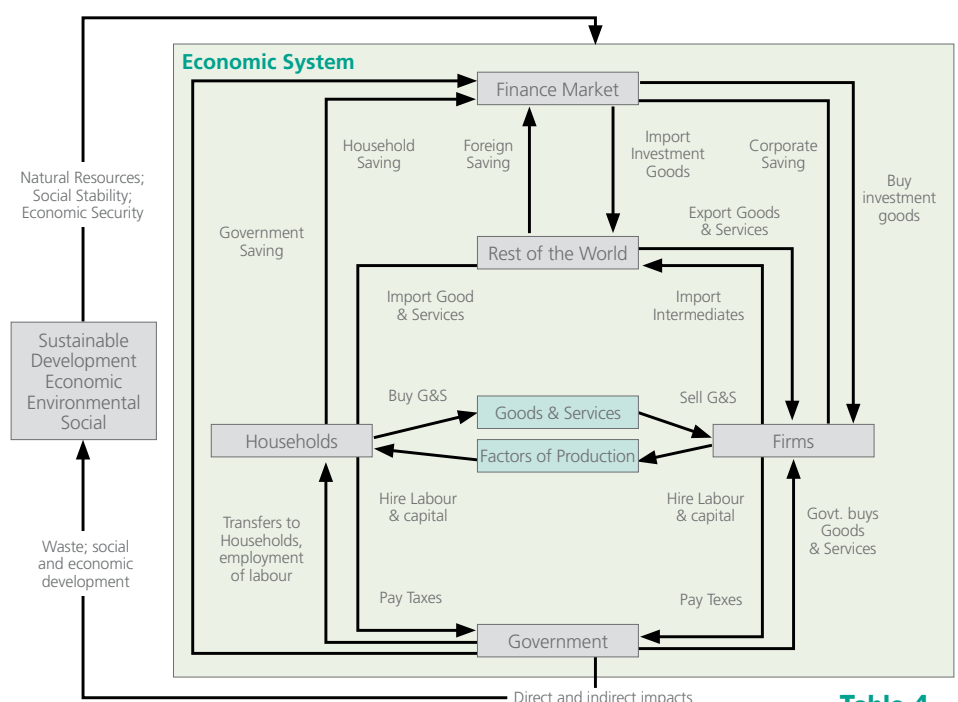 Economic System
Finance Market
Household
Saving
Foreign
Saving
Import
Investment
Goods
Corporate
Saving
Buy
investment
goods
Natural Resources;
Social Stability;
Economic Security
Government
Saving
Export Goods
& Services
Rest of the World
Import Good
& Services
Import
Intermediates
Sustainable
Development
Economic
Environmental
Social
Buy G&S
Goods & Services
Sell G&S
Households
Factors of Production
Firms
Hire Labour
& capital
Hire Labour
& capital
Transfers to
Households,
employment
of labour
Govt. buys
Goods
& Services
Waste; social
and economic
development
Pay Taxes
Pay Texes
Government
Direct and indirect impacts
Table 4